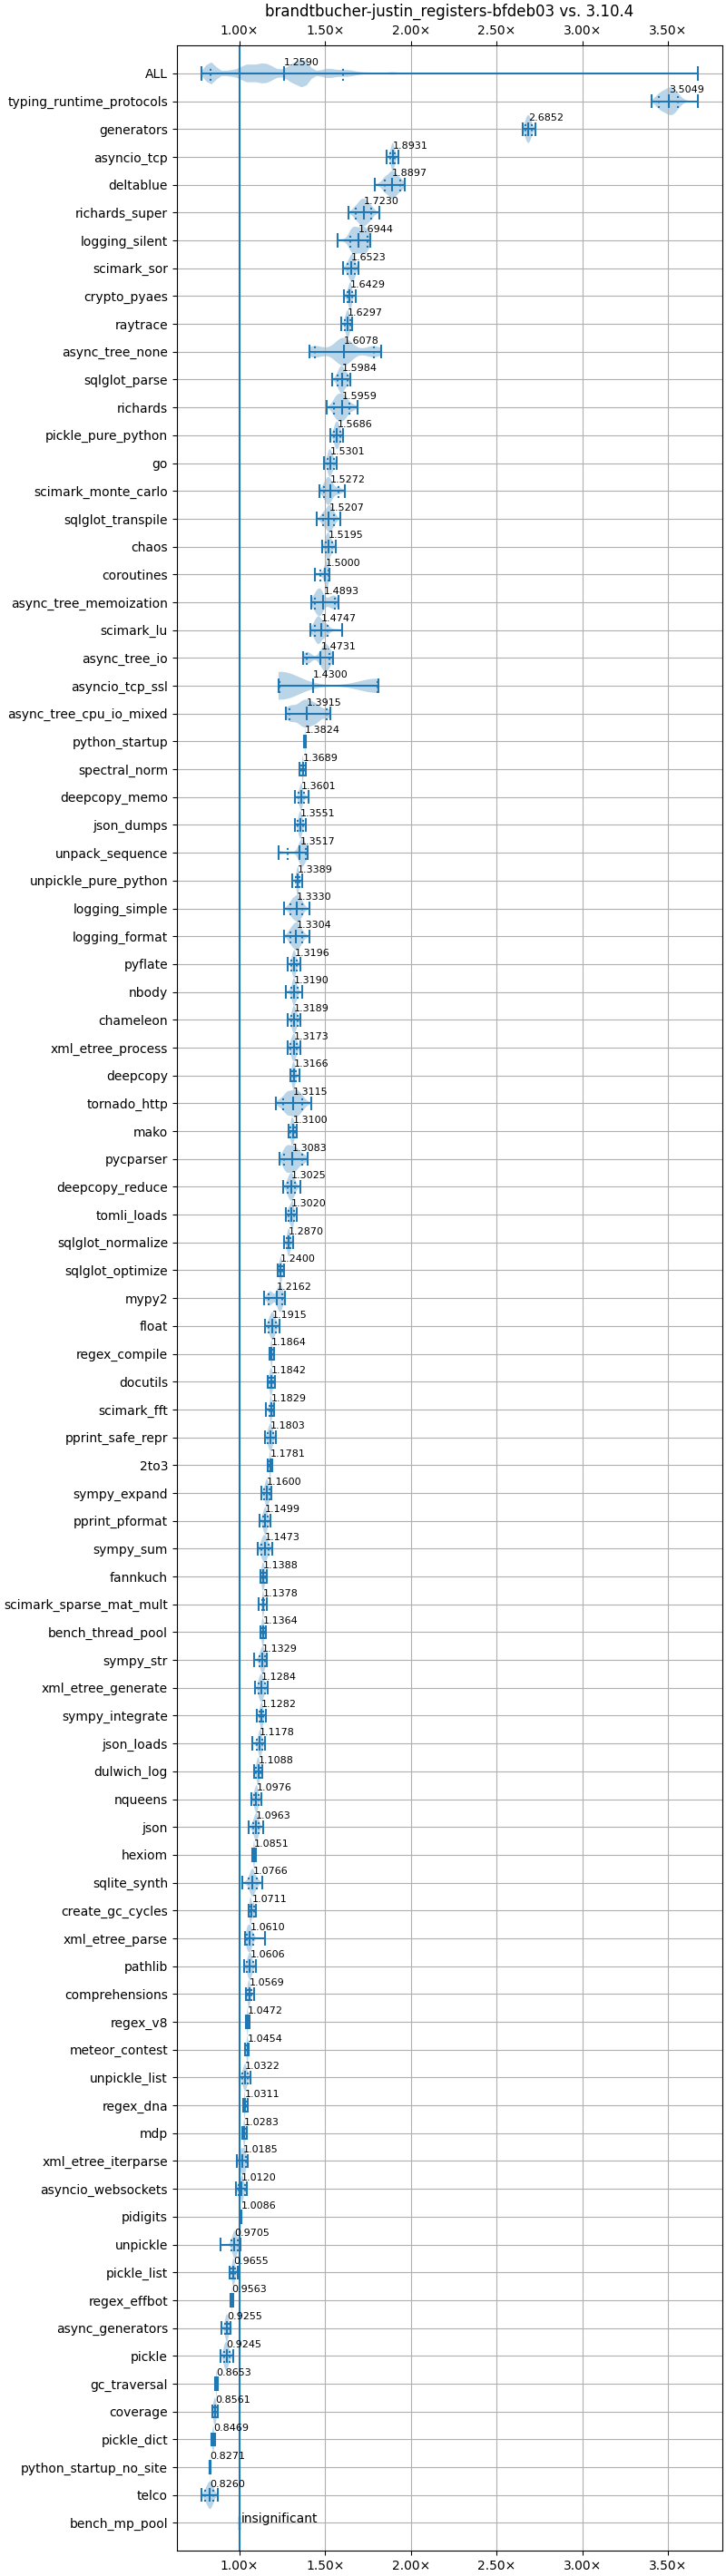 brandtbucher-justin_registers-bfdeb03 vs. 3.10.4
1.00× 1.50× 2.00× 2.50× 3.00× 3.50×
ALL 1.2590
typing_runtime_protocols 3.5049
generators 2.6852
asyncio_tcp 1.8931
deltablue 1.8897
richards_super 1.7230
logging_silent 1.6944
scimark_sor 1.6523
crypto_pyaes 1.6429
raytrace 1.6297
async_tree_none 1.6078
sqlglot_parse 1.5984
richards 1.5959
pickle_pure_python 1.5686
go 1.5301
scimark_monte_carlo 1.5272
sqlglot_transpile 1.5207
chaos 1.5195
coroutines 1.5000
async_tree_memoization 1.4893
scimark_lu 1.4747
async_tree_io 1.4731
asyncio_tcp_ssl 1.4300
async_tree_cpu_io_mixed 1.3915
python_startup 1.3824
spectral_norm 1.3689
deepcopy_memo 1.3601
json_dumps 1.3551
unpack_sequence 1.3517
unpickle_pure_python 1.3389
logging_simple 1.3330
logging_format 1.3304
pyflate 1.3196
nbody 1.3190
chameleon 1.3189
xml_etree_process 1.3173
deepcopy 1.3166
tornado_http 1.3115
mako 1.3100
pycparser 1.3083
deepcopy_reduce 1.3025
tomli_loads 1.3020
sqlglot_normalize 1.2870
sqlglot_optimize 1.2400
mypy2 1.2162
float 1.1915
regex_compile 1.1864
docutils 1.1842
scimark_fft 1.1829
pprint_safe_repr 1.1803
2to3 1.1781
sympy_expand 1.1600
pprint_pformat 1.1499
sympy_sum 1.1473
fannkuch 1.1388
scimark_sparse_mat_mult 1.1378
bench_thread_pool 1.1364
sympy_str 1.1329
xml_etree_generate 1.1284
sympy_integrate 1.1282
json_loads 1.1178
dulwich_log 1.1088
nqueens 1.0976
json 1.0963
hexiom 1.0851
sqlite_synth 1.0766
create_gc_cycles 1.0711
xml_etree_parse 1.0610
pathlib 1.0606
comprehensions 1.0569
regex_v8 1.0472
meteor_contest 1.0454
unpickle_list 1.0322
regex_dna 1.0311
mdp 1.0283
xml_etree_iterparse 1.0185
asyncio_websockets 1.0120
pidigits 1.0086
unpickle 0.9705
pickle_list 0.9655
regex_effbot 0.9563
async_generators 0.9255
pickle 0.9245
gc_traversal 0.8653
coverage 0.8561
pickle_dict 0.8469
python_startup_no_site 0.8271
telco 0.8260
bench_mp_pool insignificant
1.00× 1.50× 2.00× 2.50× 3.00× 3.50×